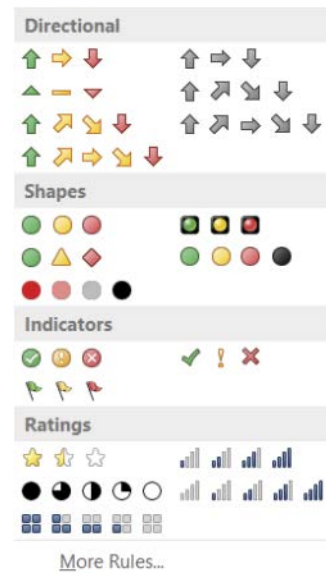 Directional
Shapes
Indicators
Ratings
More Rules...